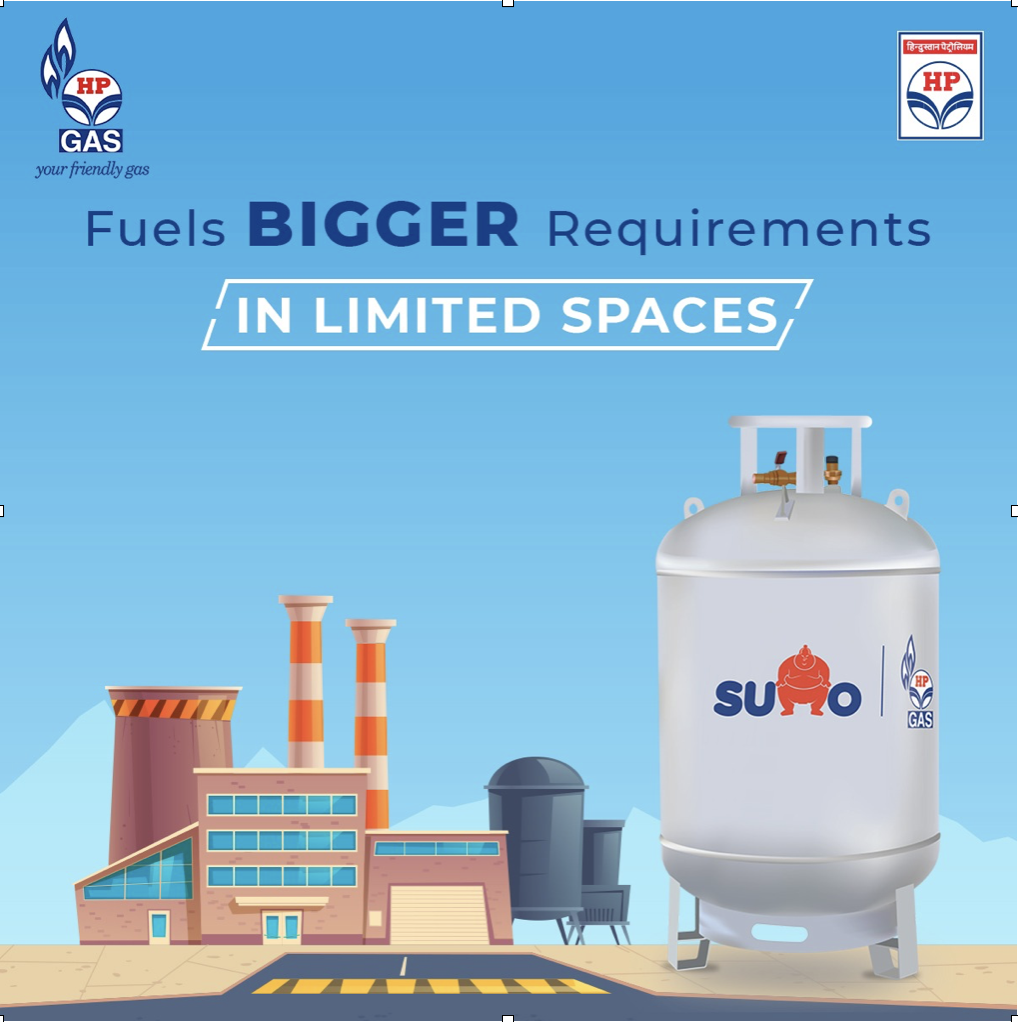 HP
GAS
your friendly gas
हिन्दुस्तान पेट्रोलियम
HP
Fuels BIGGER Requirements
IN LIMITED SPACES
SUMO
HP
GAS